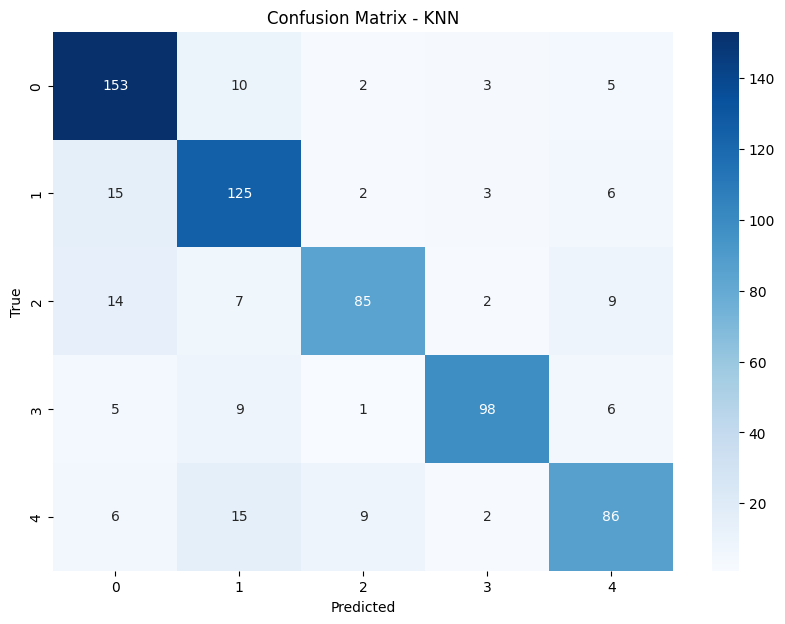 Confusion Matrix - KNN
0 153 10 2 3 5
1 15 125 2 3 6
2 14 7 85 2 9
3 5 9 1 98 6
4 6 15 9 2 86
0 1 2 3 4
True
Predicted
140
120
100
80
60
40
20